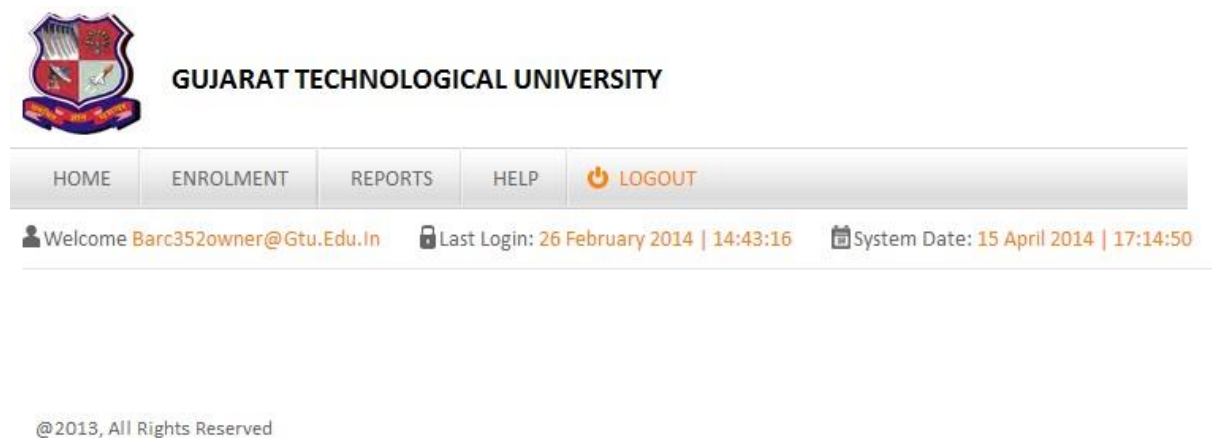 GUJARAT TECHNOLOGICAL UNIVERSITY
HOME ENROLMENT REPORTS HELP LOGOUT
Welcome Barc352owner@Gtu.Edu.In Last Login: 26 February 2014 | 14:43:16 System Date: 15 April 2014 | 17:14:50
@2013, All Rights Reserved